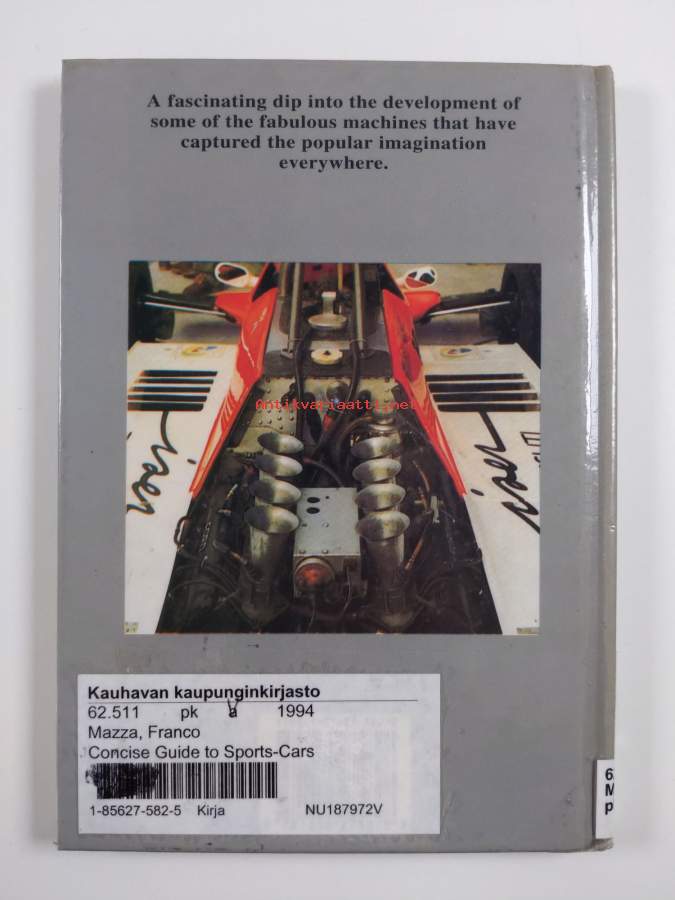 A fascinating dip into the development of
some of the fabulous machines that have
captured the popular imagination
everywhere.
Antikvariaatti.net
Kauhavan kaupunginkirjasto
62.511 pk a 1994
Mazza, Franco
Concise Guide to Sports-Cars
1-85627-582-5 Kirja NU187972V